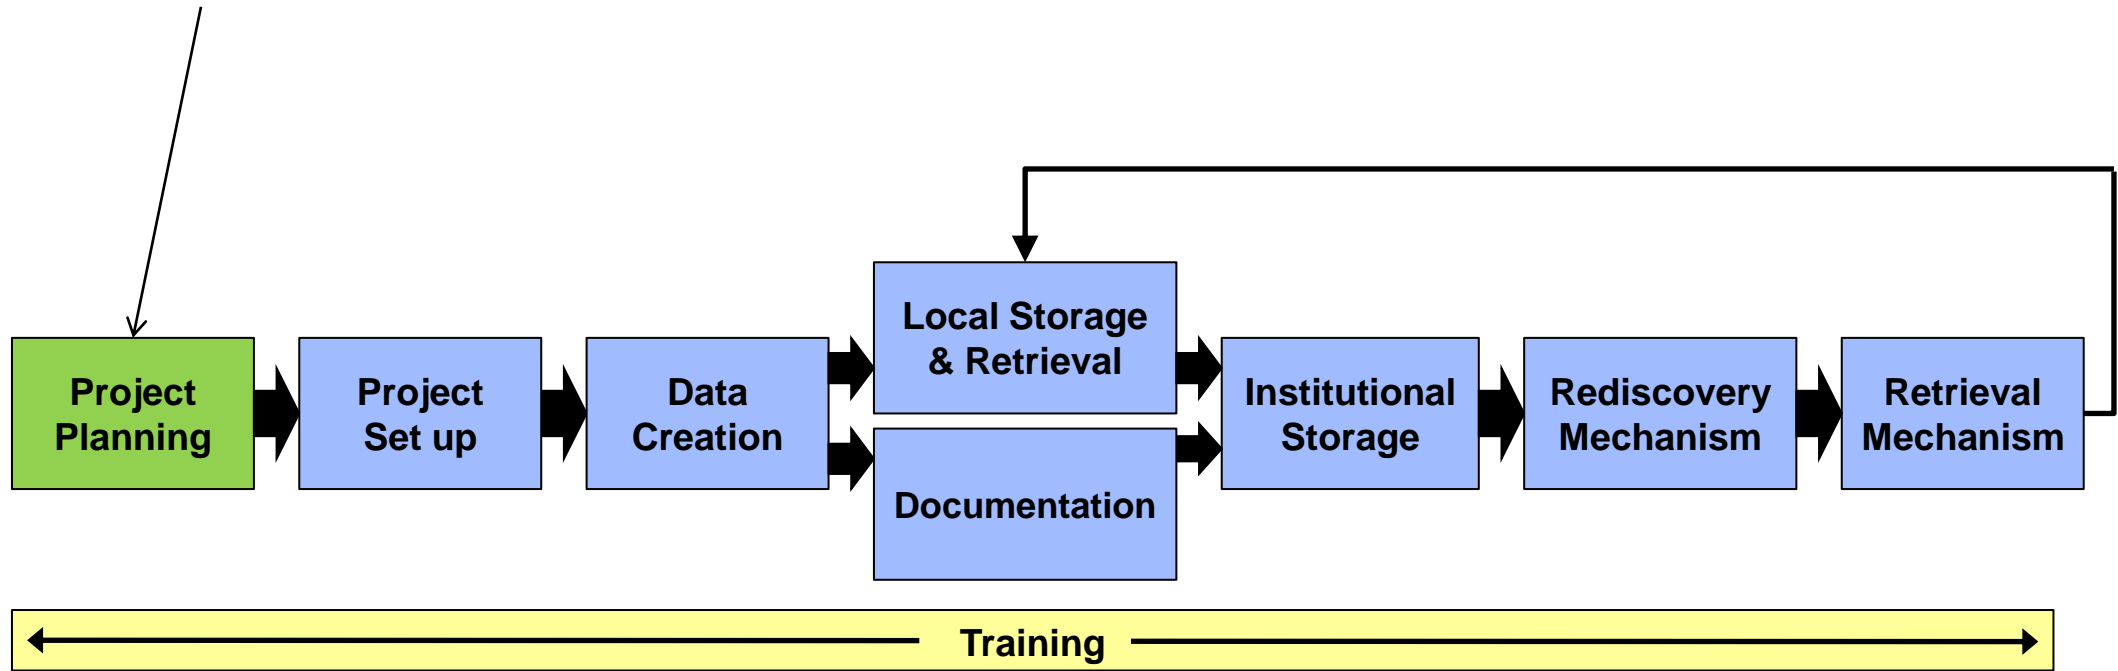 Project
Planning
Project
Set up
Data
Creation
Local Storage
& Retrieval
Documentation
Institutional
Storage
Rediscovery
Mechanism
Retrieval
Mechanism
Training